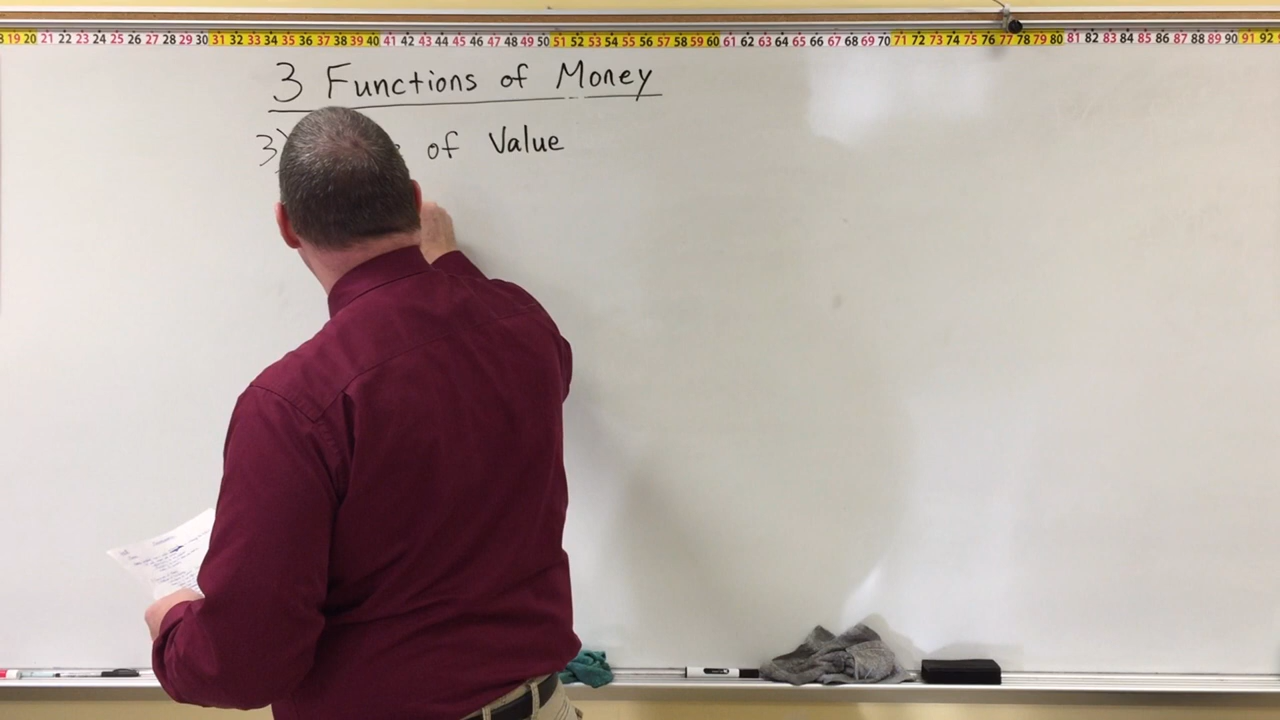 19 20 21 22 23 24 25 26 27 28 29 30 31 32 33 34 35 36 37 38 39 40 41 42 43 44 45 46 47 48 49 50 51 52 53 54 55 56 57 58 59 60 61 62 63 64 65 66 67 68 69 70 71 72 73 74 75 76 77 78 79 80 81 82 83 84 85 86 87 88 89 90 91 92
3 Functions of Money
3) of Value